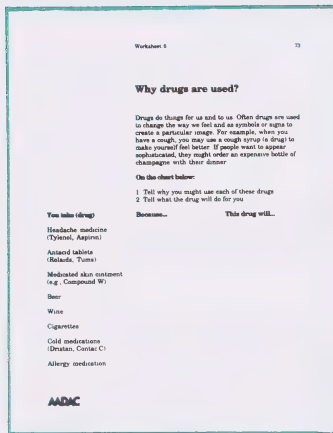 Worksheet 6 73
Why drugs are used?
Drugs do things for us and to us Often drugs are used
to change the way we feel and as symbols or signs to
create a particular image. For example, when you
have a cough, you may use a cough syrup (a drug) to
make yourself feel better If people want to appear
sophisticated, they might order an expensive bottle of
champagne with their dinner
On the chart below:
1 Tell why you might use each of these drugs
2 Tell what the drug will do for you
You take (drug) Because... This drug will...
Headache medicine
(Tylenol, Aspirin)
Antacid tablets
(Rolaids, Tums)
Medicated skin ointment
(e.g, Compound W)
Beer
Wine
Cigarettes
Cold medications
(Dristan, Contac C)
Allergy medication
AADAC